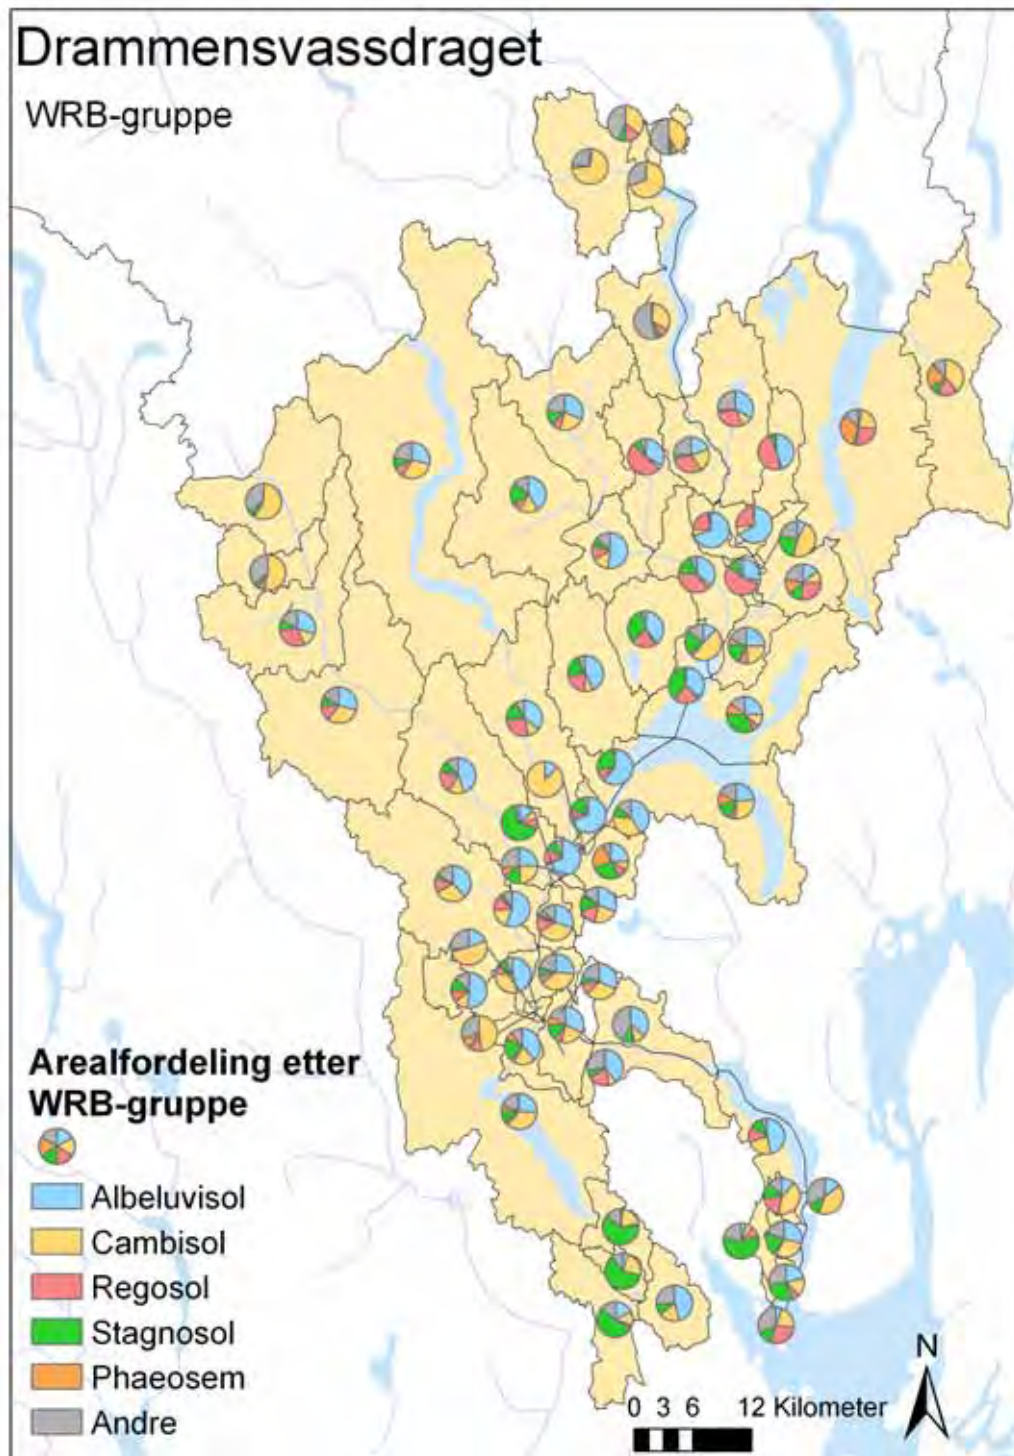 Drammensvassdraget
WRB-gruppe
Arealfordeling etter
WRB-gruppe
Albeluvisol
Cambisol
Regosol
Stagnosol
Phaeosem
Andre
N
0 3 6 12 Kilometer